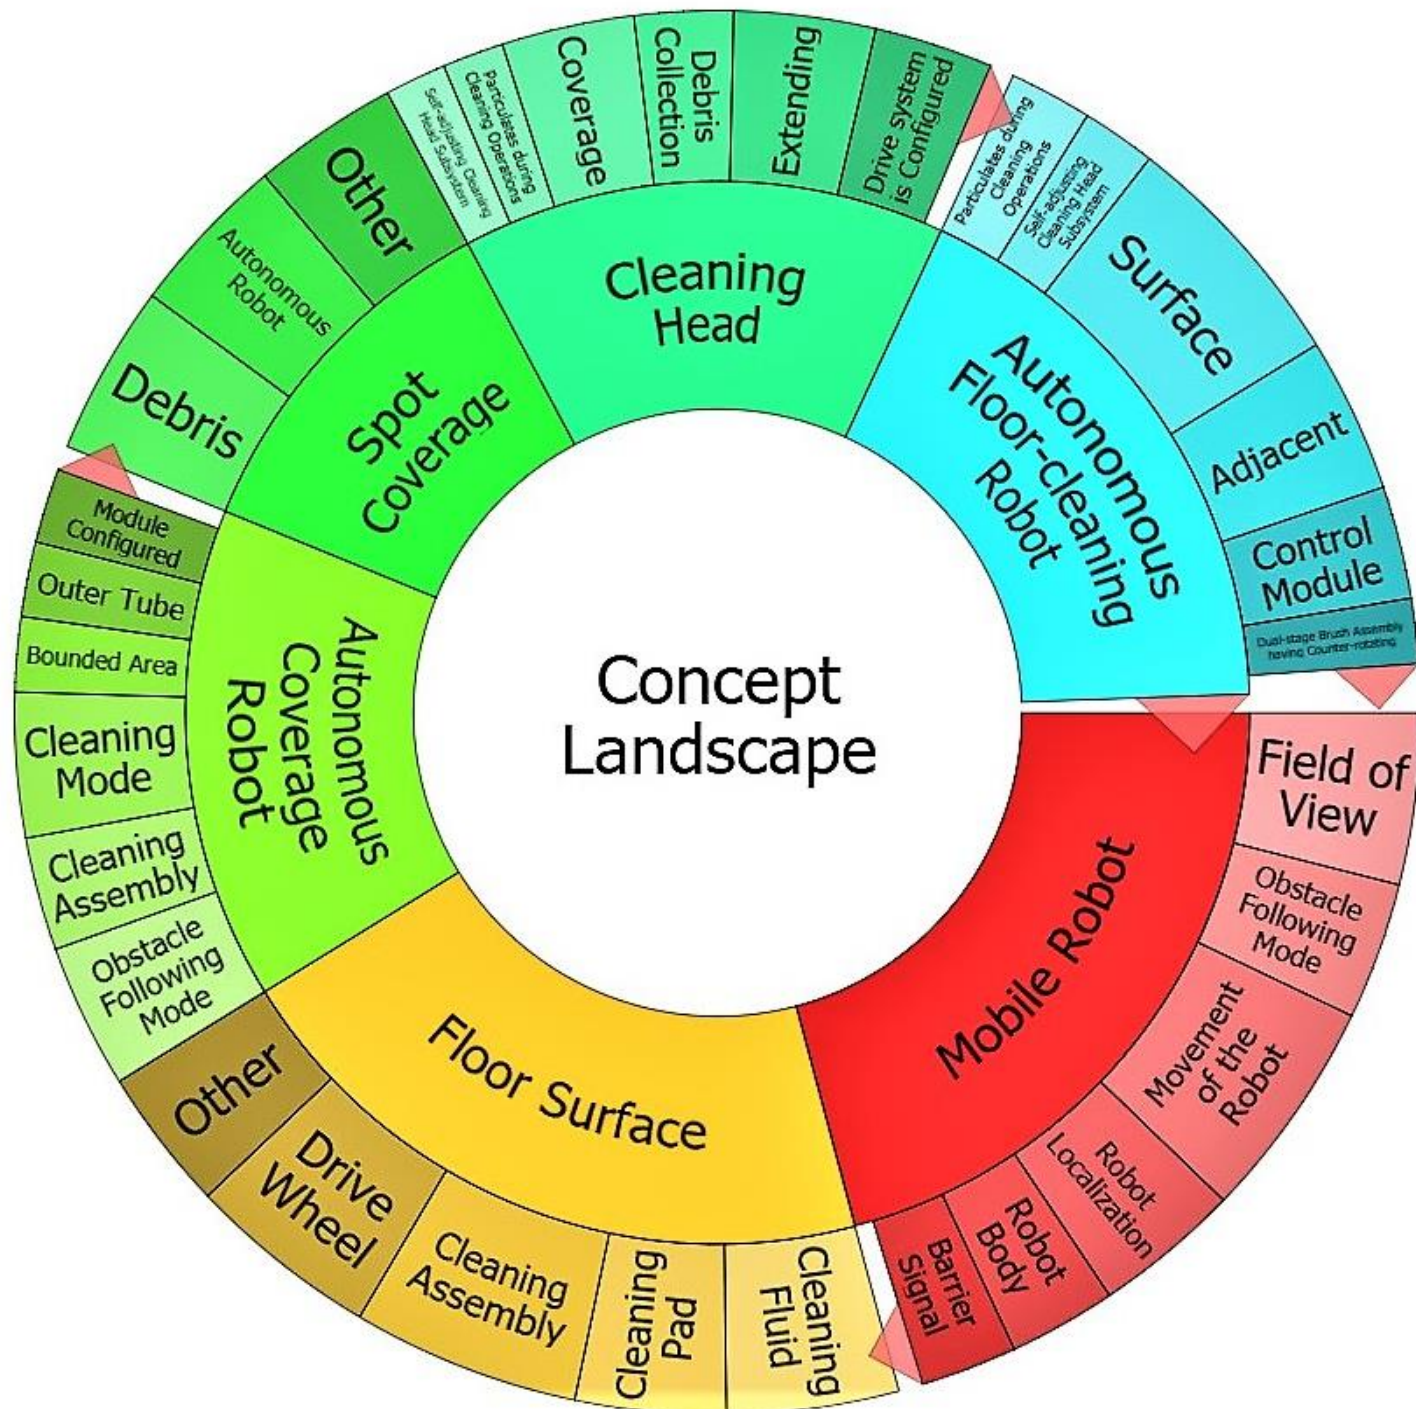 Concept
Landscape
Cleaning
Head
Self-adjusting Cleaning
Head Subsystem
Particulates during
Cleaning Operations
Coverage
Debris
Collection
Extending
Drive system
is Configured
Autonomous
Floor-cleaning
Robot
Particulates during
Cleaning
Operations
Self-adjusting
Cleaning Head
Subsystem
Surface
Adjacent
Control
Module
Dual-stage Brush Assembly
having Counter-rotating
Mobile Robot
Field of
View
Obstacle
Following
Mode
Movement
of the
Robot
Robot
Localization
Robot
Body
Barrier
Signal
Floor Surface
Cleaning
Fluid
Cleaning
Pad
Cleaning
Assembly
Drive
Wheel
Other
Autonomous
Coverage
Robot
Obstacle
Following
Mode
Cleaning
Assembly
Cleaning
Mode
Bounded Area
Outer Tube
Module
Configured
Spot
Coverage
Debris
Autonomous
Robot
Other